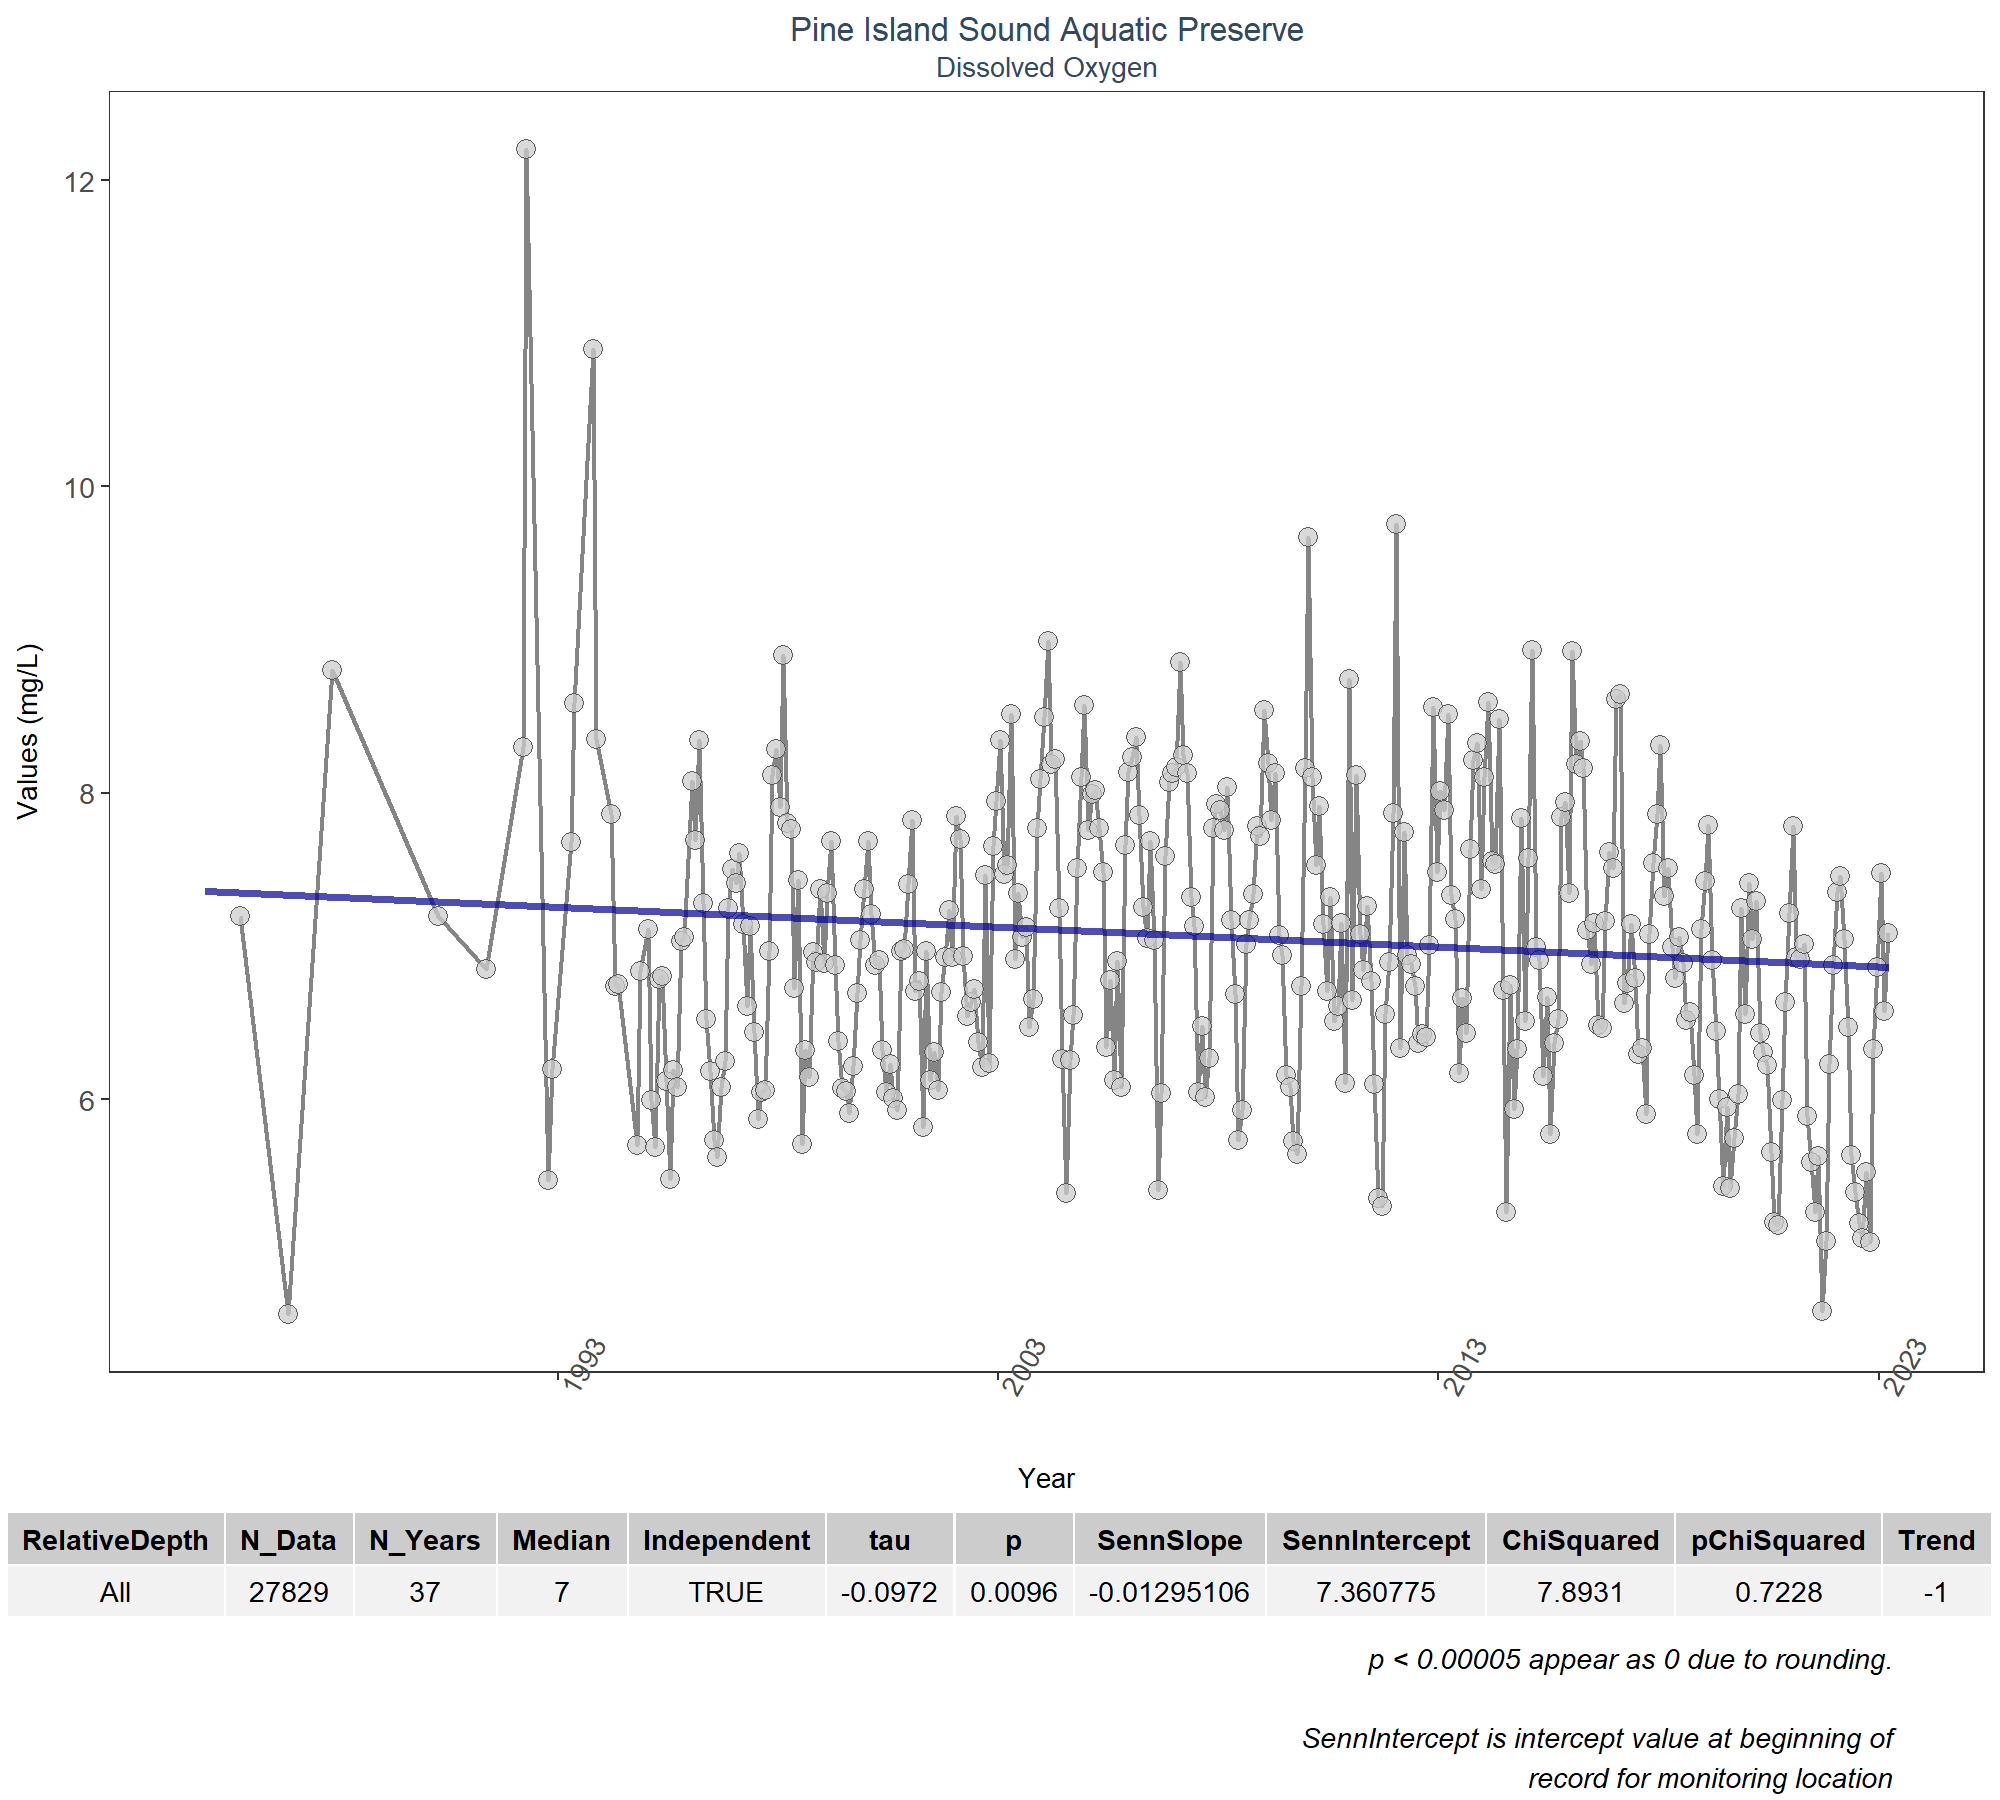 Pine Island Sound Aquatic Preserve
Dissolved Oxygen
Values (mg/L)
12
10
8
6
1993
2003
2013
2023
Year
RelativeDepth N_Data N_Years Median Independent tau p SennSlope SennIntercept ChiSquared pChiSquared Trend
All 27829 37 7 TRUE -0.0972 0.0096 -0.01295106 7.360775 7.8931 0.7228 -1
p < 0.00005 appear as 0 due to rounding.
SennIntercept is intercept value at beginning of
record for monitoring location